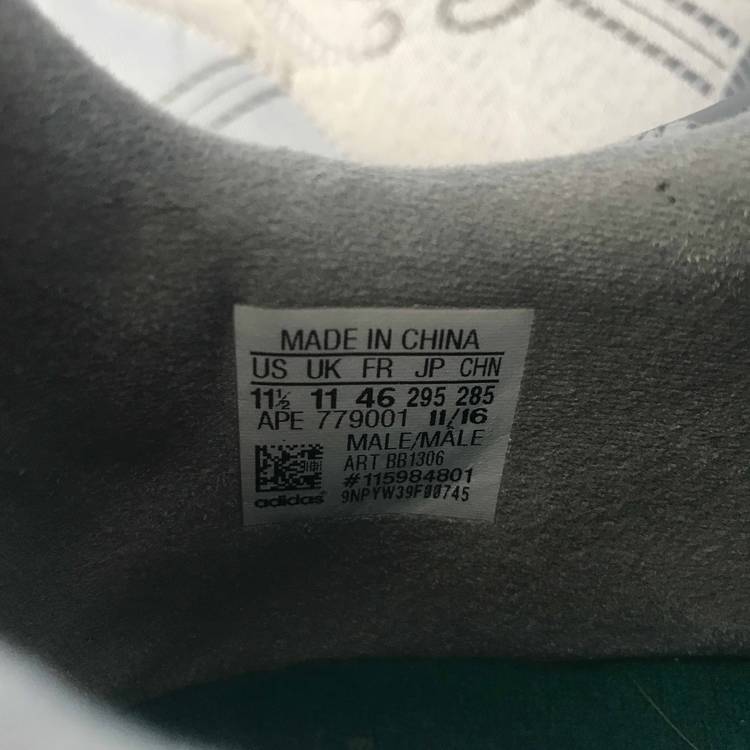 MADE IN CHINA
US UK FR JP CHN
11½ 11 46 295 285
APE 779001 11/16
MALE/MÂLE
ART BB1306
#115984801
adidas 9NPYW39F00745